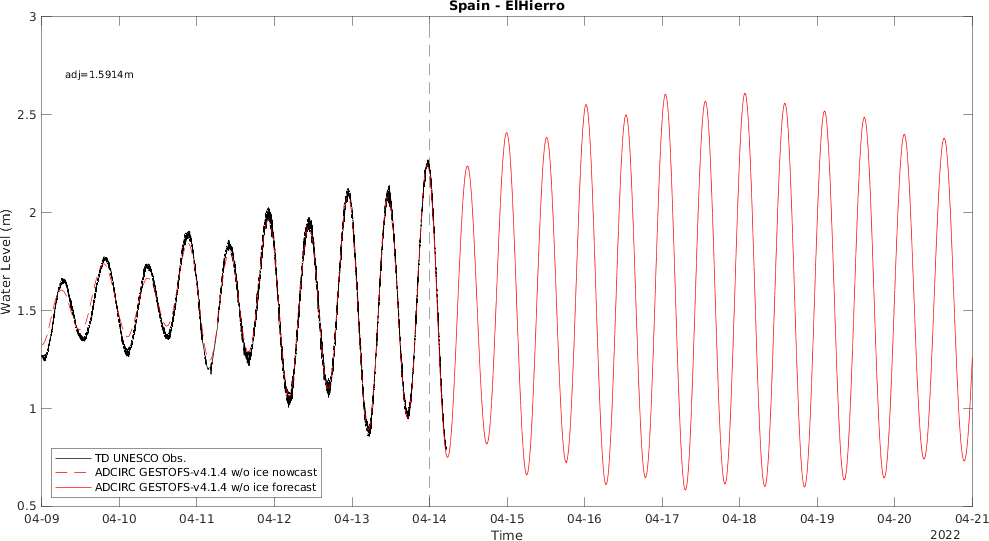 Spain - ElHierro
adj=1.5914m
3
2.5
2
1.5
1
0.5
Water Level (m)
TD UNESCO Obs.
ADCIRC GESTOFS-v4.1.4 w/o ice nowcast
ADCIRC GESTOFS-v4.1.4 w/o ice forecast
04-09 04-10 04-11 04-12 04-13 04-14 04-15 04-16 04-17 04-18 04-19 04-20 04-21
Time
2022